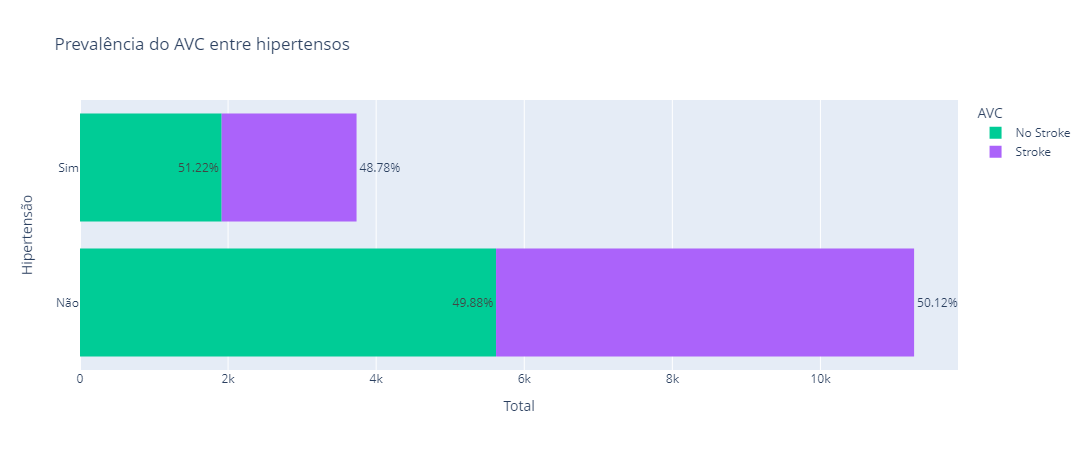 Prevalência do AVC entre hipertensos
AVC
No Stroke
Stroke
Hipertensão
Sim
51.22%
48.78%
Não
49.88%
50.12%
0
2k
4k
6k
8k
10k
Total